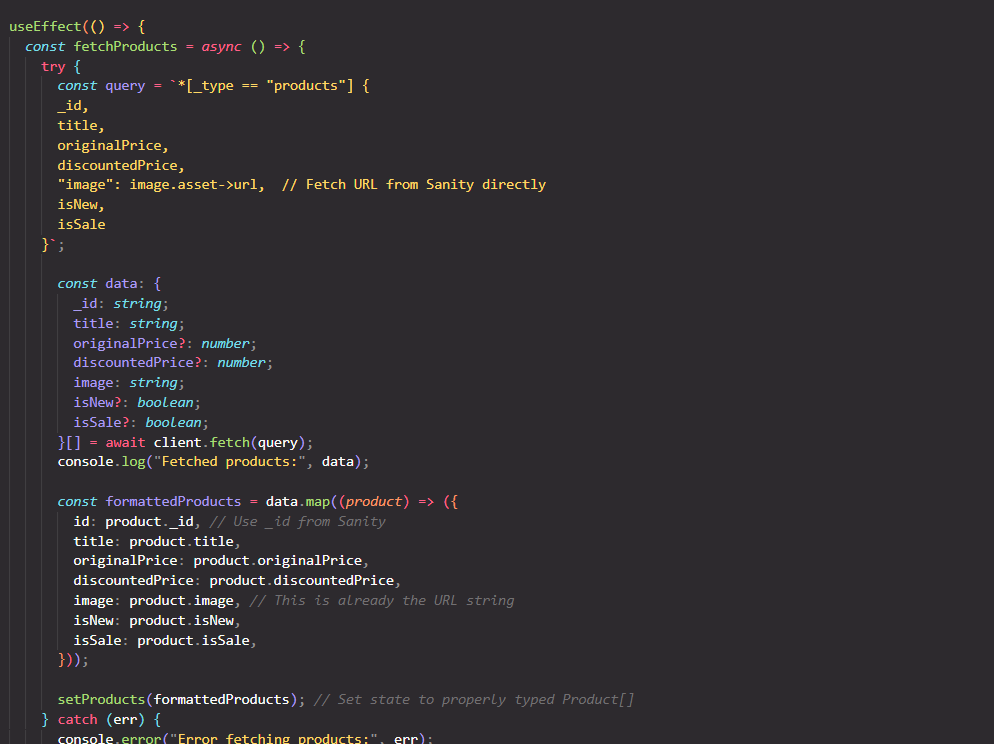 useEffect(() => {
const fetchProducts = async () => {
try {
const query = `*[_type == "products"] {
_id,
title,
originalPrice,
discountedPrice,
"image": image.asset->url,  // Fetch URL from Sanity directly
isNew,
isSale
}`;
const data: {
_id: string;
title: string;
originalPrice?: number;
discountedPrice?: number;
image: string;
isNew?: boolean;
isSale?: boolean;
}[] = await client.fetch(query);
console.log("Fetched products:", data);
const formattedProducts = data.map((product) => ({
id: product._id, // Use _id from Sanity
title: product.title,
originalPrice: product.originalPrice,
discountedPrice: product.discountedPrice,
image: product.image, // This is already the URL string
isNew: product.isNew,
isSale: product.isSale,
}));
setProducts(formattedProducts); // Set state to properly typed Product[]
} catch (err) {
console.error("Error fetching products:", err);